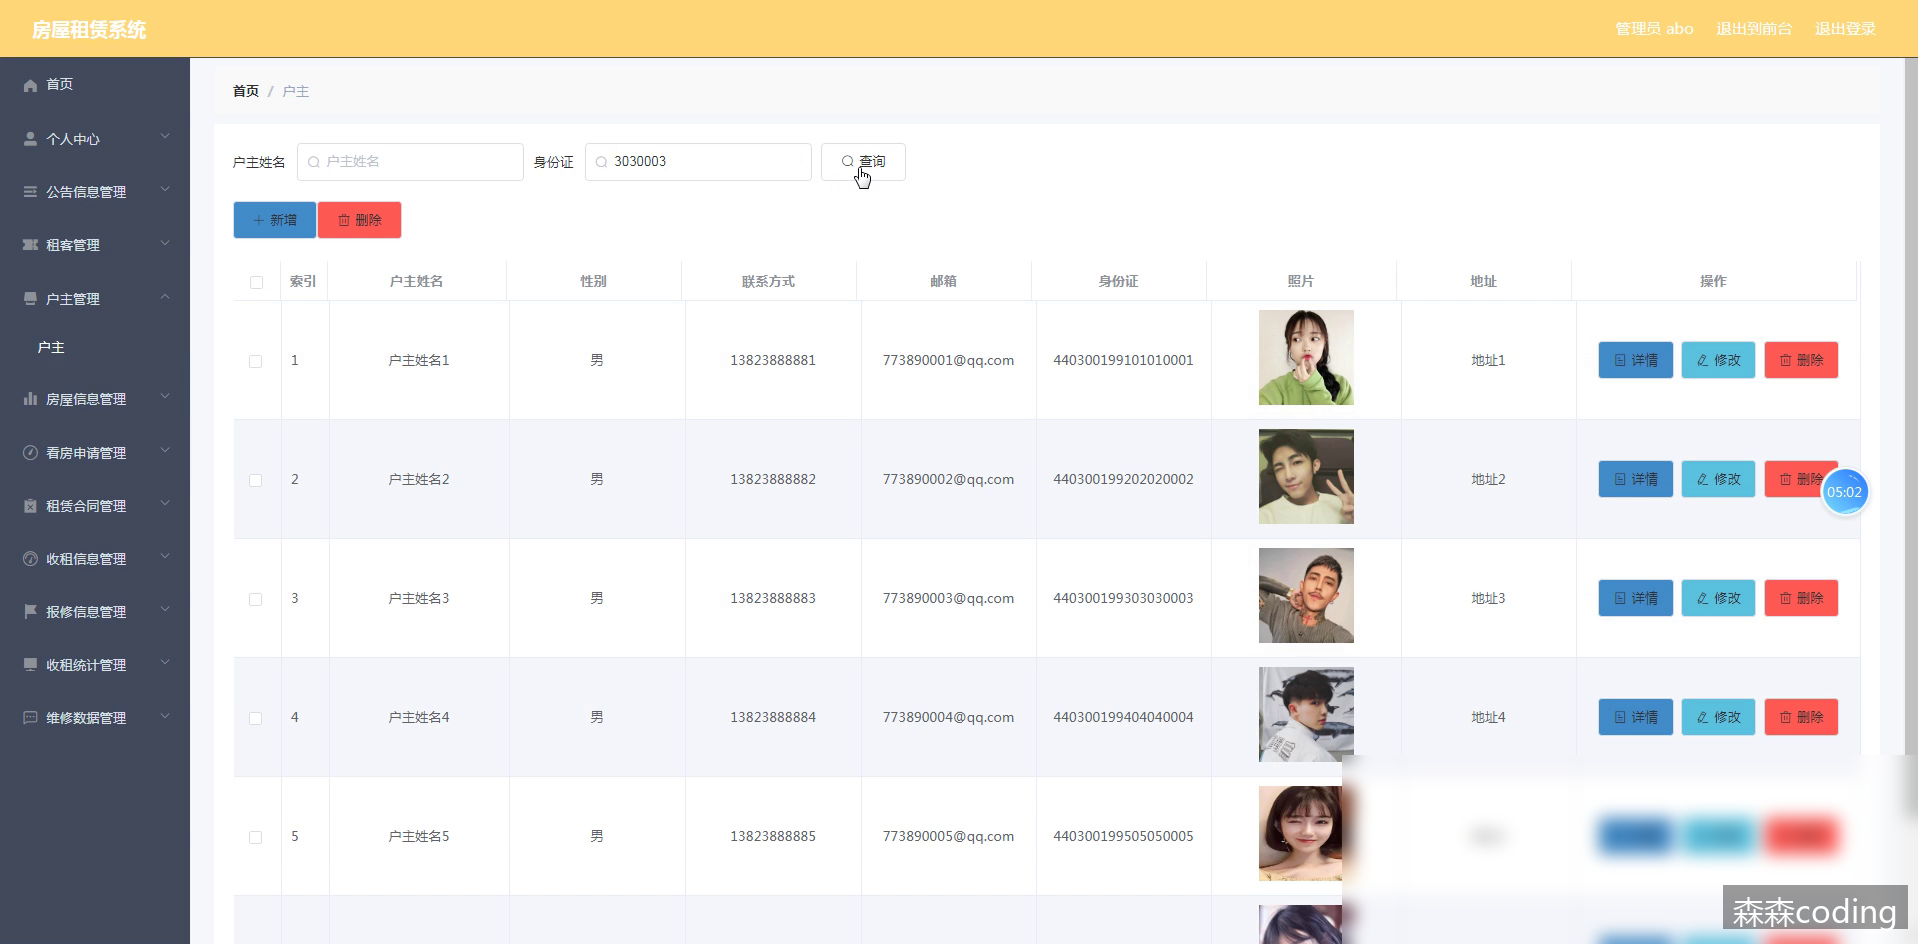 房屋租赁系统
管理员 abo 退出到前台 退出登录
首页
个人中心
公告信息管理
租客管理
户主管理
户主
房屋信息管理
看房申请管理
租赁合同管理
收租信息管理
报修信息管理
收租统计管理
维修数据管理
首页 / 户主
户主姓名 户主姓名 身份证 3030003 查询
新增 删除
索引 户主姓名 性别 联系方式 邮箱 身份证 照片 地址 操作
1 户主姓名1 男 13823888881 773890001@qq.com 440300199101010001 地址1 详情 修改 删除
2 户主姓名2 男 13823888882 773890002@qq.com 440300199202020002 地址2 详情 修改 删除
05:02
3 户主姓名3 男 13823888883 773890003@qq.com 440300199303030003 地址3 详情 修改 删除
4 户主姓名4 男 13823888884 773890004@qq.com 440300199404040004 地址4 详情 修改 删除
5 户主姓名5 男 13823888885 773890005@qq.com 440300199505050005
森森coding